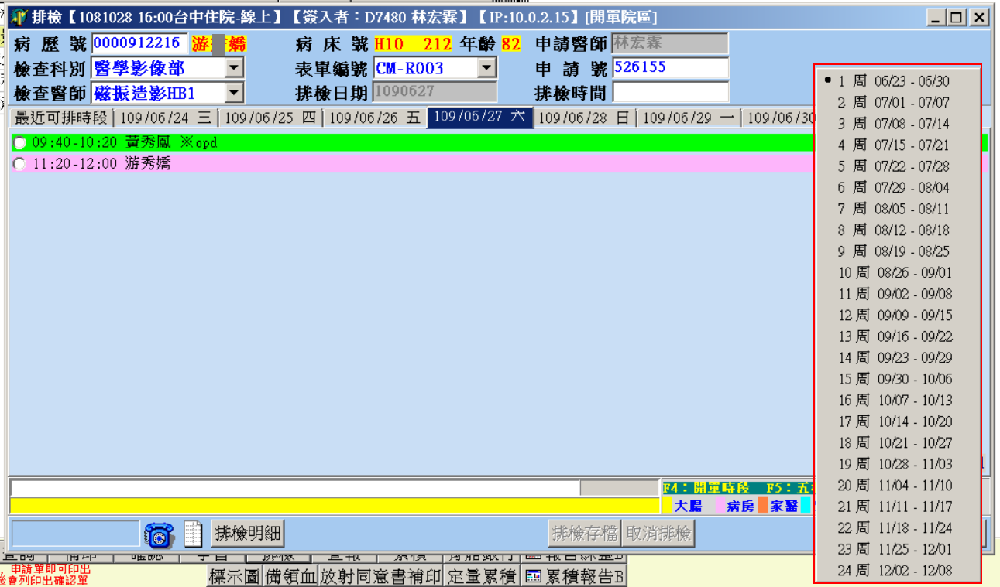 排檢【1081028 16:00台中住院-線上】【簽入者：D7480 林宏霖】【IP:10.0.2.15】[開單院區]
病 歷 號 0000912216 游 嬌 病 床 號 H10 212 年齡 82 申請醫師 林宏霖
檢查科別 醫學影像部 表單編號 CM-R003 申 請 號 526155
檢查醫師 磁振造影HB1 排檢日期 1090627 排檢時間
最近可排時段 109/06/24 三 109/06/25 四 109/06/26 五 109/06/27 六 109/06/28 日 109/06/29 一 109/06/30
09:40-10:20 黃秀鳳 ※opd
11:20-12:00 游秀嬌
1 周 06/23 - 06/30
2 周 07/01 - 07/07
3 周 07/08 - 07/14
4 周 07/15 - 07/21
5 周 07/22 - 07/28
6 周 07/29 - 08/04
7 周 08/05 - 08/11
8 周 08/12 - 08/18
9 周 08/19 - 08/25
10 周 08/26 - 09/01
11 周 09/02 - 09/08
12 周 09/09 - 09/15
13 周 09/16 - 09/22
14 周 09/23 - 09/29
15 周 09/30 - 10/06
16 周 10/07 - 10/13
17 周 10/14 - 10/20
18 周 10/21 - 10/27
19 周 10/28 - 11/03
20 周 11/04 - 11/10
21 周 11/11 - 11/17
22 周 11/18 - 11/24
23 周 11/25 - 12/01
24 周 12/02 - 12/08
F4：開單時段 F5：五
大腸 病房 家醫
排檢明細 排檢存檔 取消排檢
申請單即可印出
會列印出確認單
標示圖 備領血 放射同意書補印 定量累積 累積報告B